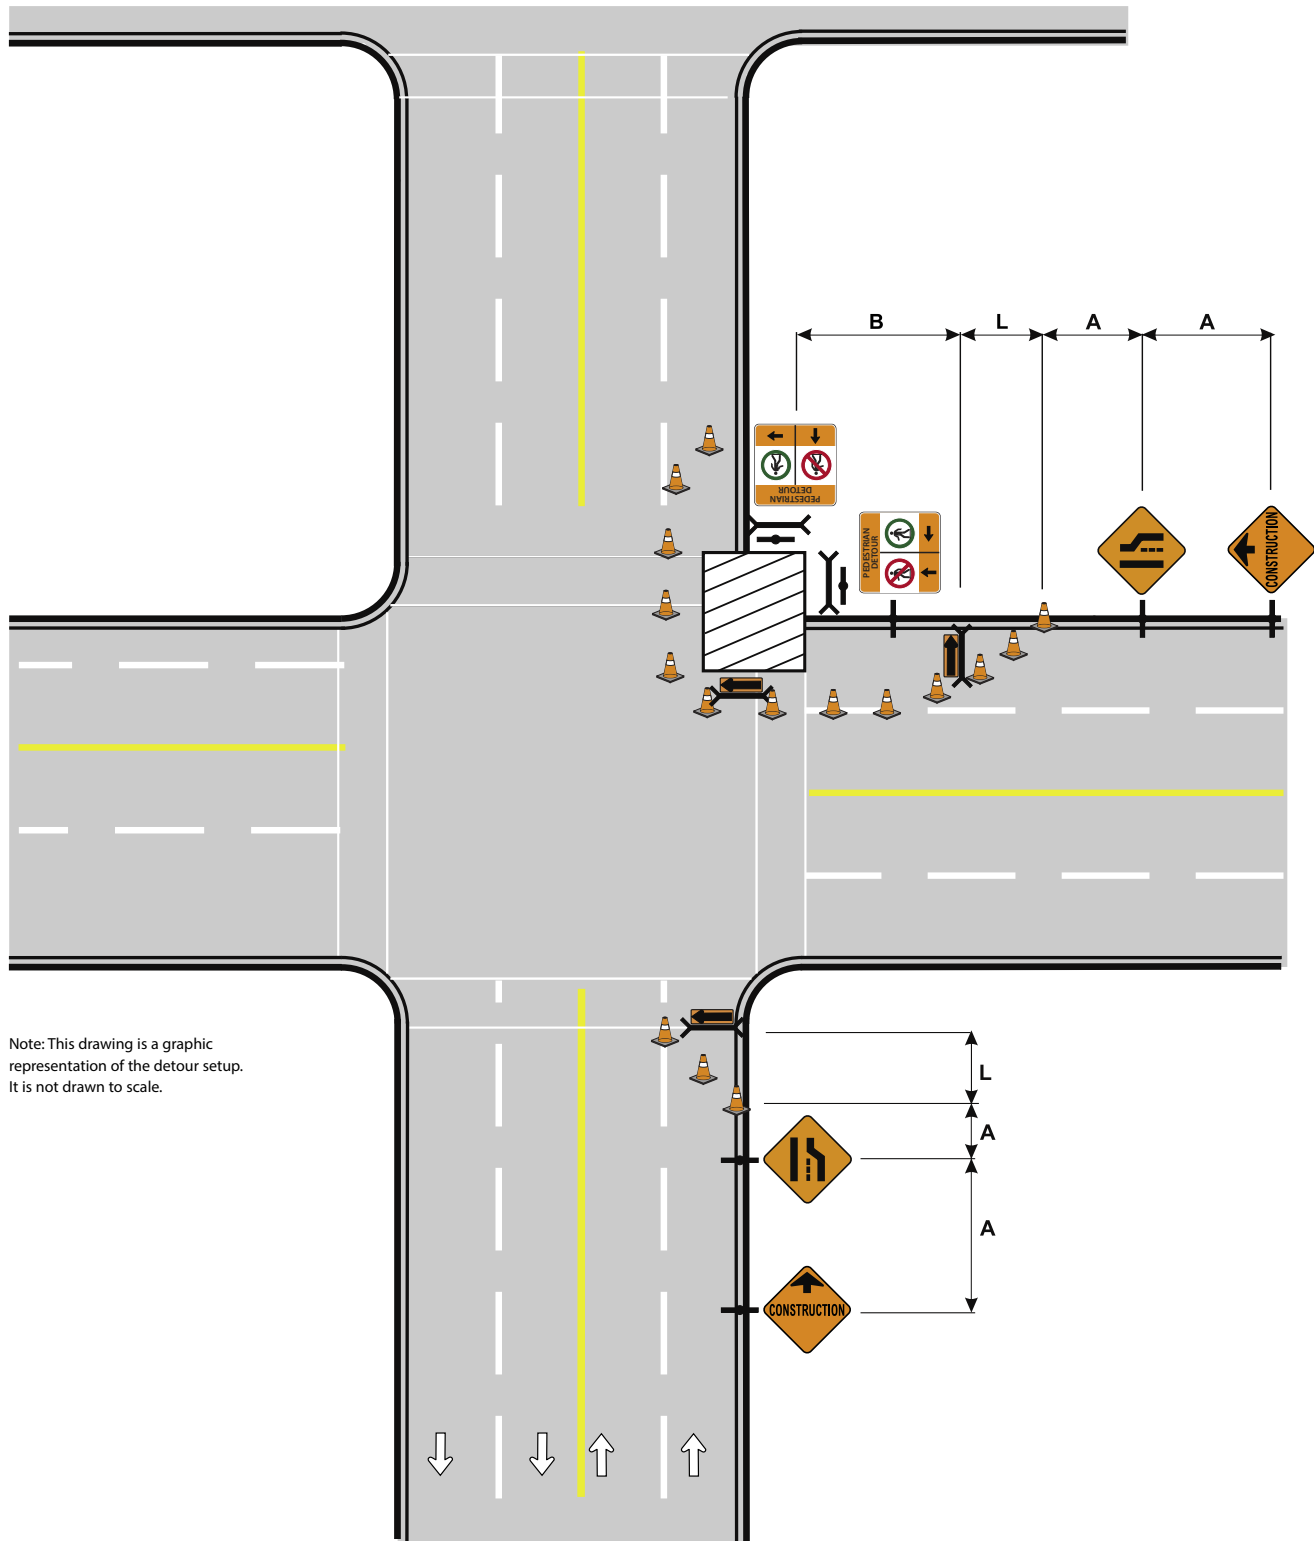 B
L
A
A
PEDESTRIAN
DETOUR
PEDESTRIAN
DETOUR
CONSTRUCTION
Note: This drawing is a graphic
representation of the detour setup.
It is not drawn to scale.
L
A
A
CONSTRUCTION